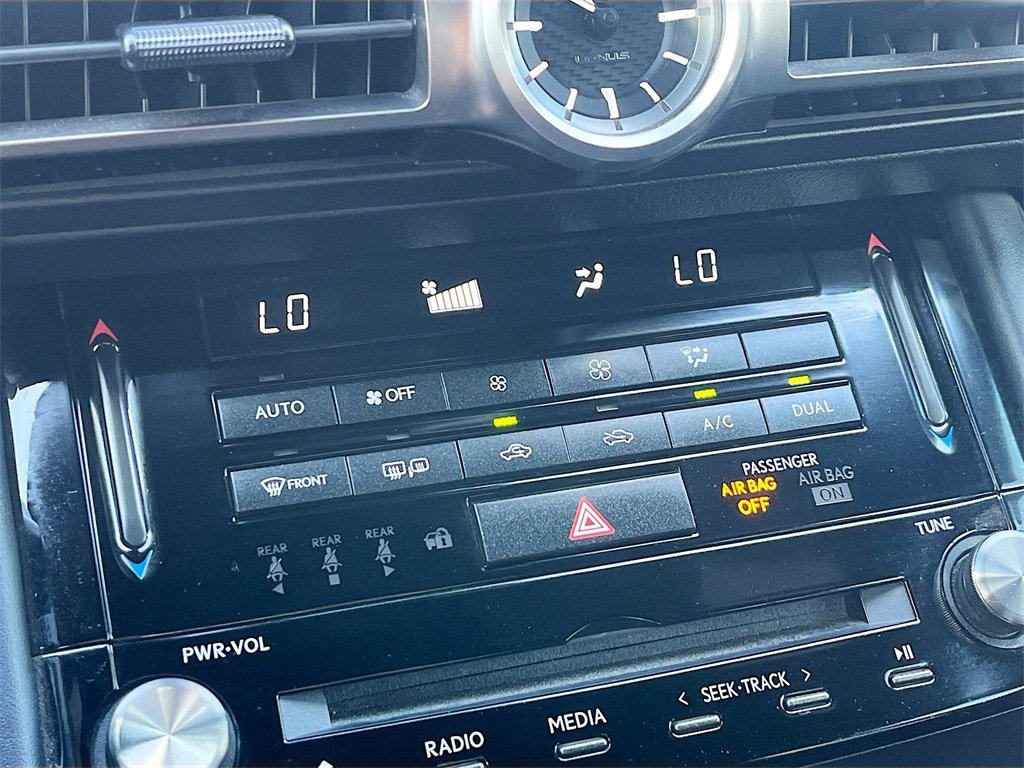 LEXUS
LO
LO
AUTO
OFF
FRONT
A/C
DUAL
PASSENGER
AIR BAG
OFF
AIR BAG
ON
REAR
REAR
REAR
TUNE
PWR·VOL
< SEEK·TRACK >
MEDIA
RADIO